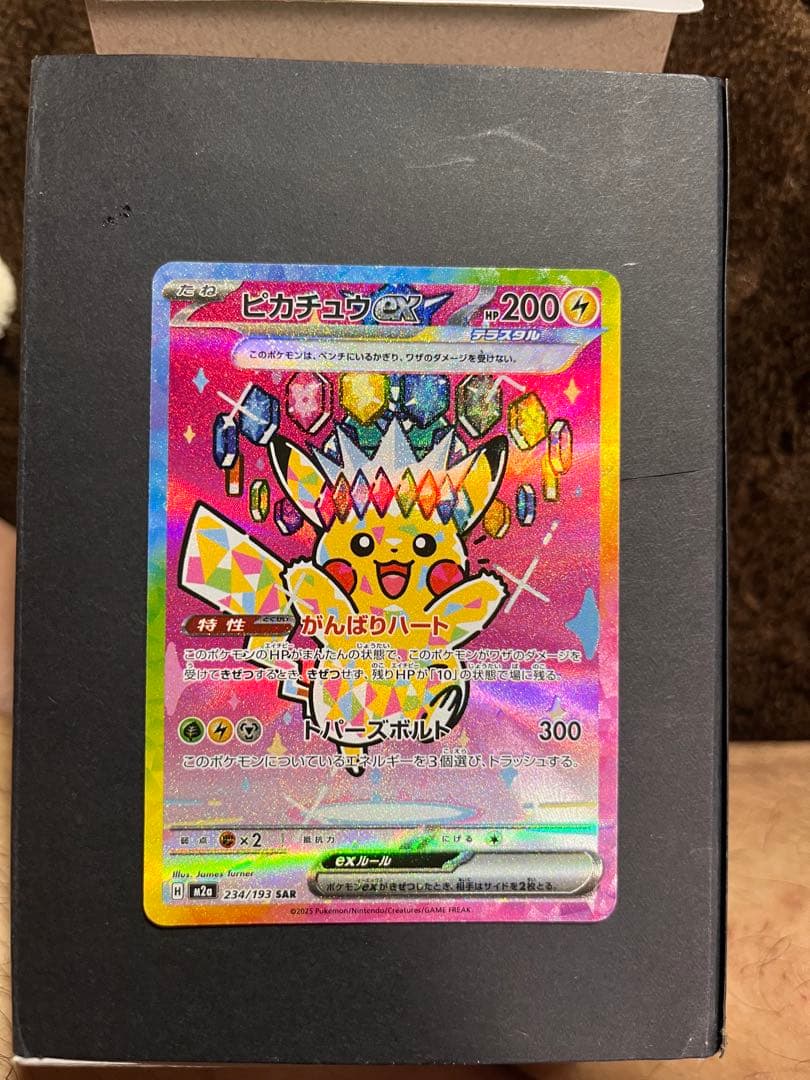 たね ピカチュウex HP200
テラスタル
このポケモンは、ベンチにいるかぎり、ワザのダメージを受けない。
特性 とくせい がんばりハート
このポケモンのHPがまんたんの状態で、このポケモンがワザのダメージを
受けてきぜつするとき、きぜつせず、残りHPが「10」の状態で場に残る。
トパーズボルト 300
このポケモンについているエネルギーを3個選び、トラッシュする。
弱点 ×2 抵抗力 にげる
exルール
ポケモンexがきぜつしたとき、相手はサイドを2枚とる。
Illus. James Turner
H m2a 234/193 SAR
©2025 Pokémon/Nintendo/Creatures/GAME FREAK